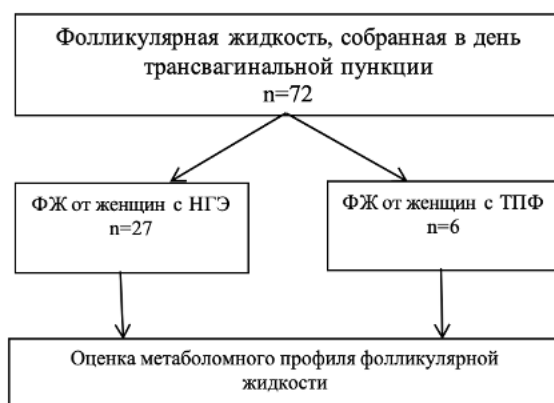 Фолликулярная жидкость, собранная в день
трансвагинальной пункции
n=72
ФЖ от женщин с НГЭ
n=27
ФЖ от женщин с ТПФ
n=6
Оценка метаболомного профиля фолликулярной
жидкости